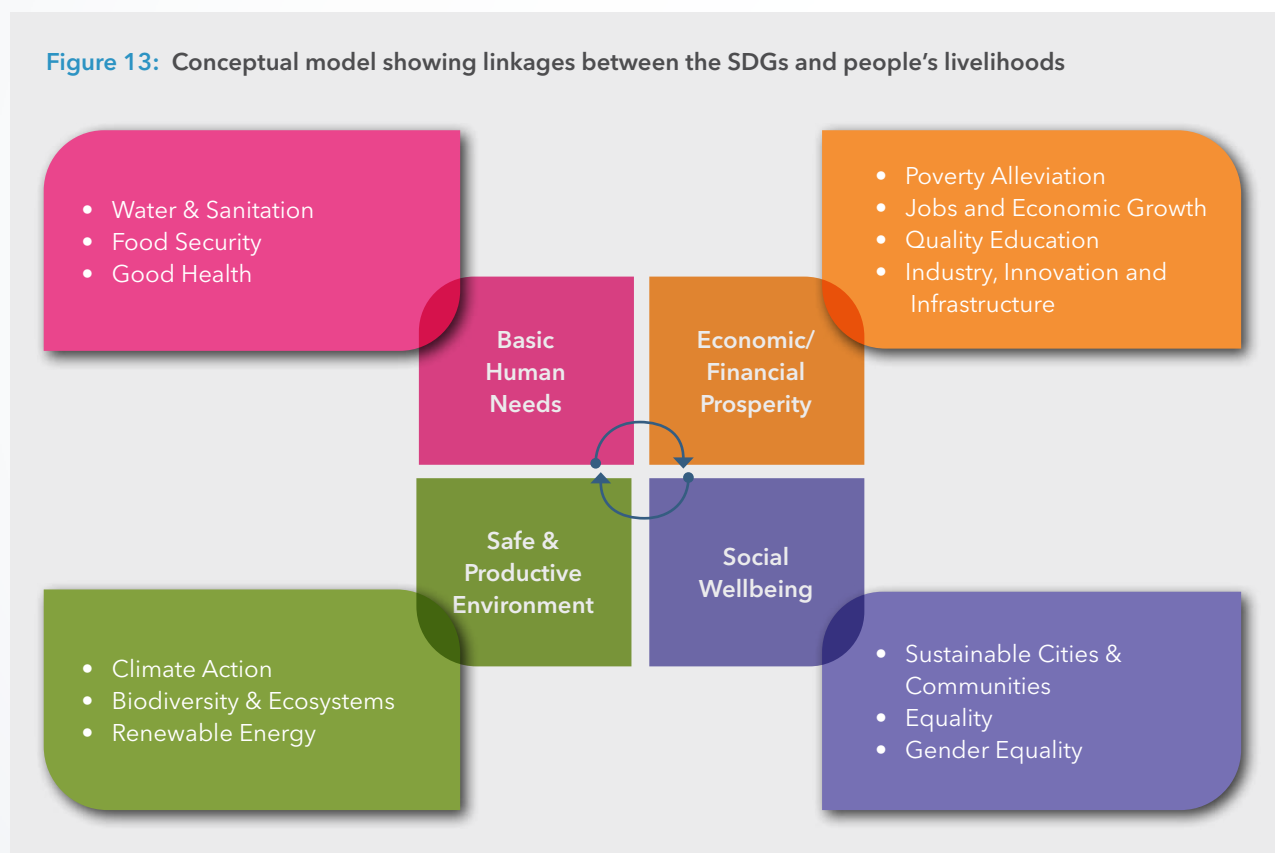 Figure 13: Conceptual model showing linkages between the SDGs and people’s livelihoods
• Water & Sanitation
• Food Security
• Good Health
• Poverty Alleviation
• Jobs and Economic Growth
• Quality Education
• Industry, Innovation and
Infrastructure
Basic
Human
Needs
Economic/
Financial
Prosperity
Safe &
Productive
Environment
Social
Wellbeing
• Climate Action
• Biodiversity & Ecosystems
• Renewable Energy
• Sustainable Cities &
Communities
• Equality
• Gender Equality